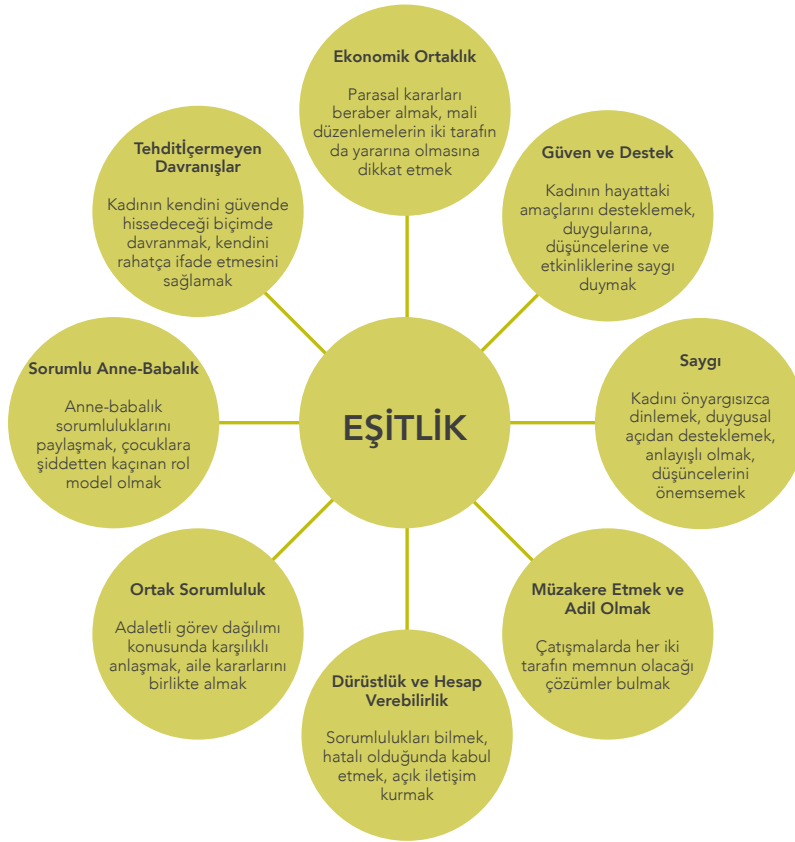 Ekonomik Ortaklık
Parasal kararları
beraber almak, mali
düzenlemelerin iki tarafın
da yararına olmasına
dikkat etmek
Güven ve Destek
Kadının hayattaki
amaçlarını desteklemek,
duygularına,
düşüncelerine ve
etkinliklerine saygı
duymak
Saygı
Kadını önyargısızca
dinlemek, duygusal
açıdan desteklemek,
anlayışlı olmak,
düşüncelerini
önemsemek
Müzakere Etmek ve
Adil Olmak
Çatışmalarda her iki
tarafın memnun olacağı
çözümler bulmak
Dürüstlük ve Hesap
Verebilirlik
Sorumlulukları bilmek,
hatalı olduğunda kabul
etmek, açık iletişim
kurmak
Ortak Sorumluluk
Adaletli görev dağılımı
konusunda karşılıklı
anlaşmak, aile kararlarını
birlikte almak
Sorumlu Anne-Babalık
Anne-babalık
sorumluluklarını
paylaşmak, çocuklara
şiddetten kaçınan rol
model olmak
Tehditİçermeyen
Davranışlar
Kadının kendini güvende
hissedeceği biçimde
davranmak, kendini
rahatça ifade etmesini
sağlamak
EŞİTLİK